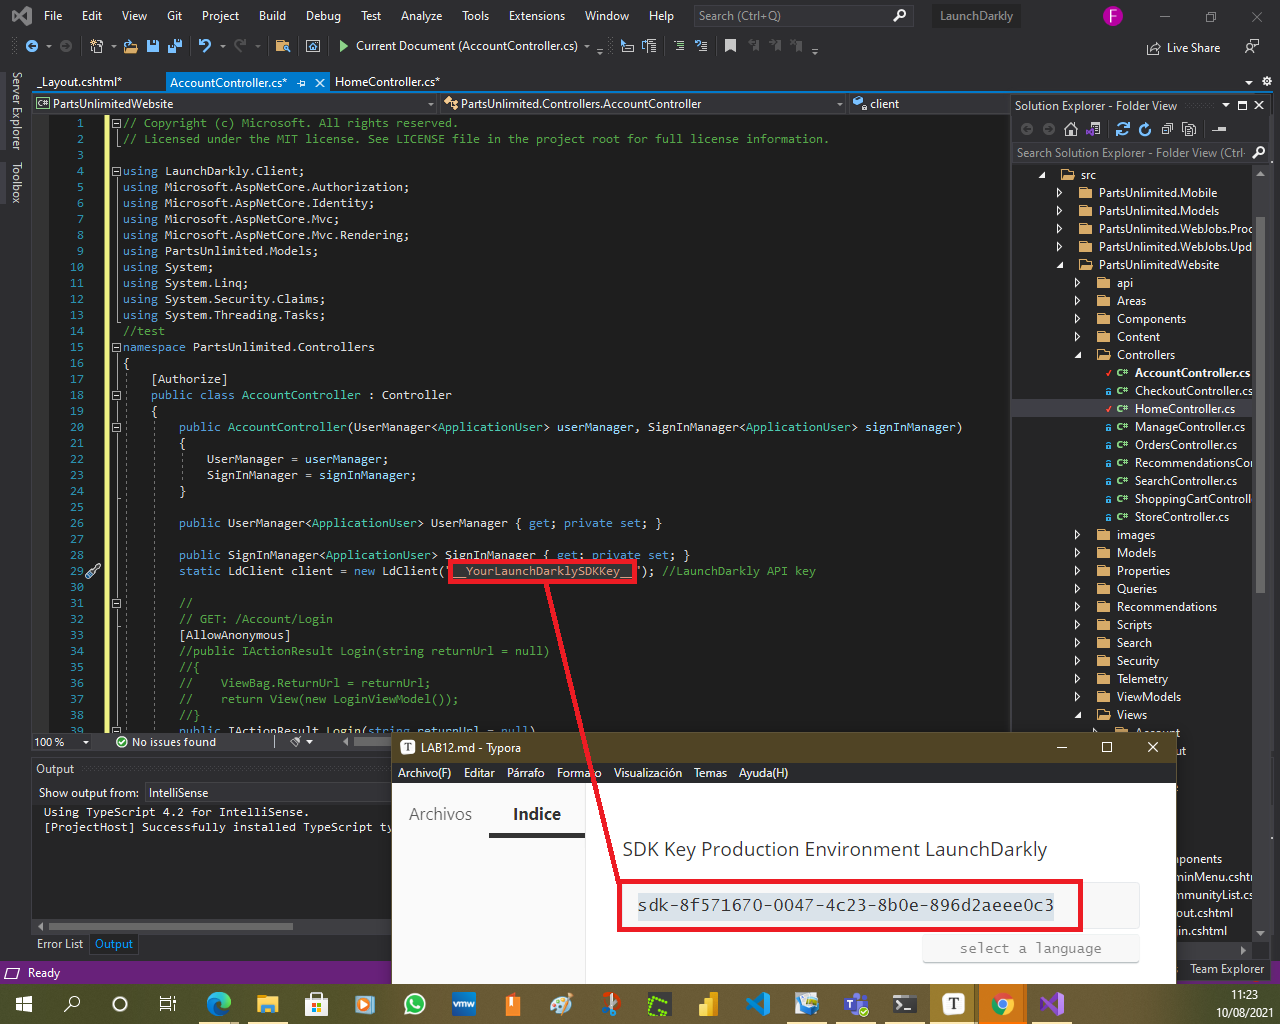 File Edit View Git Project Build Debug Test Analyze Tools Extensions Window Help Search (Ctrl+Q) LaunchDarkly F
Current Document (AccountController.cs) Live Share
_Layout.cshtml* AccountController.cs* HomeController.cs*
Server Explorer
Toolbox
PartsUnlimitedWebsite PartsUnlimited.Controllers.AccountController client
1 // Copyright (c) Microsoft. All rights reserved.
2 // Licensed under the MIT license. See LICENSE file in the project root for full license information.
3
4 using LaunchDarkly.Client;
5 using Microsoft.AspNetCore.Authorization;
6 using Microsoft.AspNetCore.Identity;
7 using Microsoft.AspNetCore.Mvc;
8 using Microsoft.AspNetCore.Mvc.Rendering;
9 using PartsUnlimited.Models;
10 using System;
11 using System.Linq;
12 using System.Security.Claims;
13 using System.Threading.Tasks;
14 //test
15 namespace PartsUnlimited.Controllers
16 {
17 [Authorize]
18 public class AccountController : Controller
19 {
20 public AccountController(UserManager<ApplicationUser> userManager, SignInManager<ApplicationUser> signInManager)
21 {
22 UserManager = userManager;
23 SignInManager = signInManager;
24 }
25
26 public UserManager<ApplicationUser> UserManager { get; private set; }
27
28 public SignInManager<ApplicationUser> SignInManager { get; private set; }
29 static LdClient client = new LdClient("__YourLaunchDarklySDKKey__"); //LaunchDarkly API key
30
31 //
32 // GET: /Account/Login
33 [AllowAnonymous]
34 //public IActionResult Login(string returnUrl = null)
35 //{
36 // ViewBag.ReturnUrl = returnUrl;
37 // return View(new LoginViewModel());
38 //}
39 public IActionResult Login(string returnUrl = null)
100 % No issues found
Output
Show output from: IntelliSense
Using TypeScript 4.2 for IntelliSense.
[ProjectHost] Successfully installed TypeScript ty
Error List Output
Ready
Solution Explorer - Folder View
Search Solution Explorer - Folder View (Ctrl
src
PartsUnlimited.Mobile
PartsUnlimited.Models
PartsUnlimited.WebJobs.Proc
PartsUnlimited.WebJobs.Upd
PartsUnlimitedWebsite
api
Areas
Components
Content
Controllers
C# AccountController.cs
C# CheckoutController.cs
C# HomeController.cs
C# ManageController.cs
C# OrdersController.cs
C# RecommendationsCo
C# SearchController.cs
C# ShoppingCartControll
C# StoreController.cs
images
Models
Properties
Queries
Recommendations
Scripts
Search
Security
Telemetry
ViewModels
Views
Account
ut
ponents
minMenu.csht
mmunityList.cs
out.cshtml
in.cshtml
Team Explorer
T LAB12.md - Typora
Archivo(F) Editar Párrafo Formato Visualización Temas Ayuda(H)
Archivos Indice
SDK Key Production Environment LaunchDarkly
sdk-8f571670-0047-4c23-8b0e-896d2aeee0c3
select a language
vmw T 11:23
10/08/2021